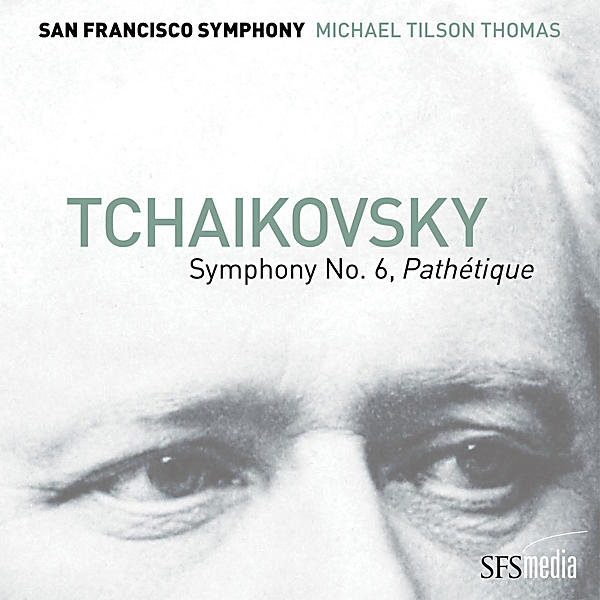 SAN FRANCISCO SYMPHONY MICHAEL TILSON THOMAS
TCHAIKOVSKY
Symphony No. 6, Pathétique
SFSmedia